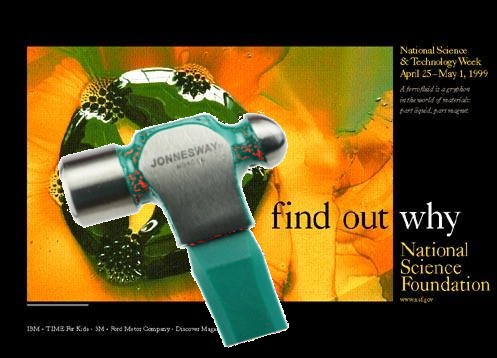 National Science
& Technology Week
April 25–May 1, 1999
A ferrofluid is a gryphon
in the world of materials:
part liquid, part magnet.
JONNESWAY
find out why
National
Science
Foundation
www.nsf.gov
IBM • TIME For Kids • 3M • Ford Motor Company • Discover